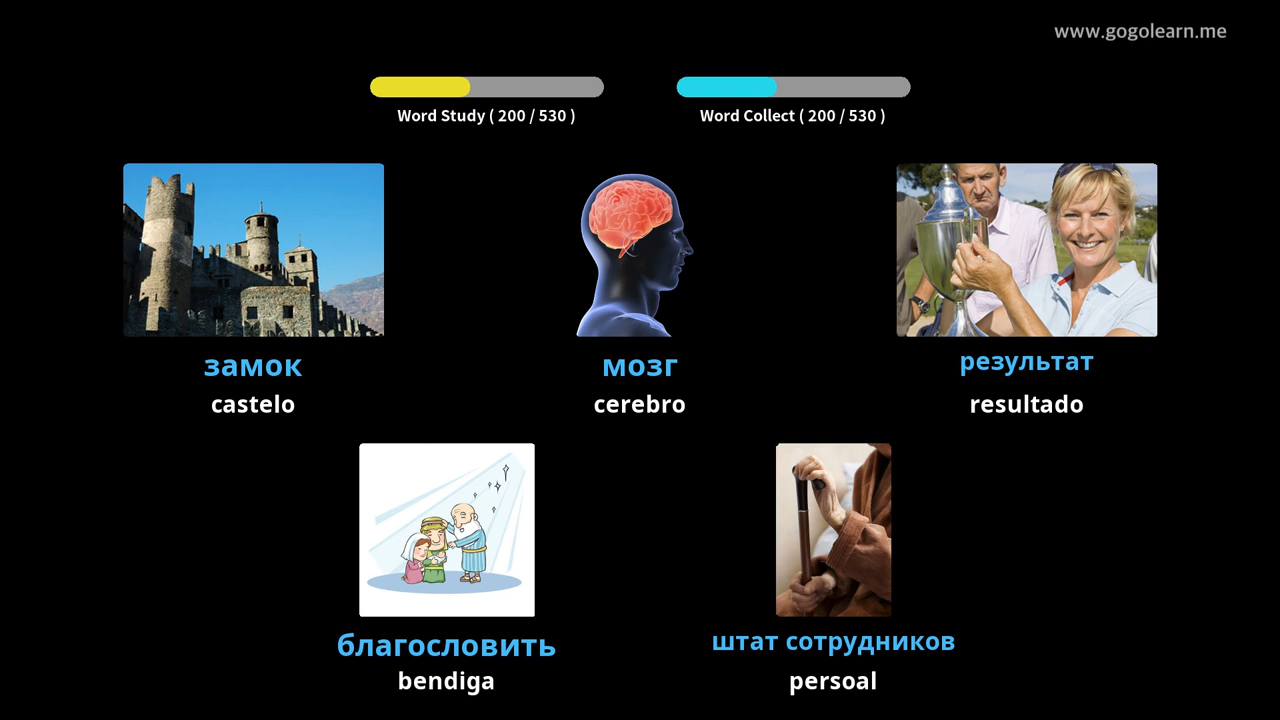 www.gogolearn.me
Word Study ( 200 / 530 )
Word Collect ( 200 / 530 )
замок
castelo
мозг
cerebro
результат
resultado
благословить
bendiga
штат сотрудников
persoal